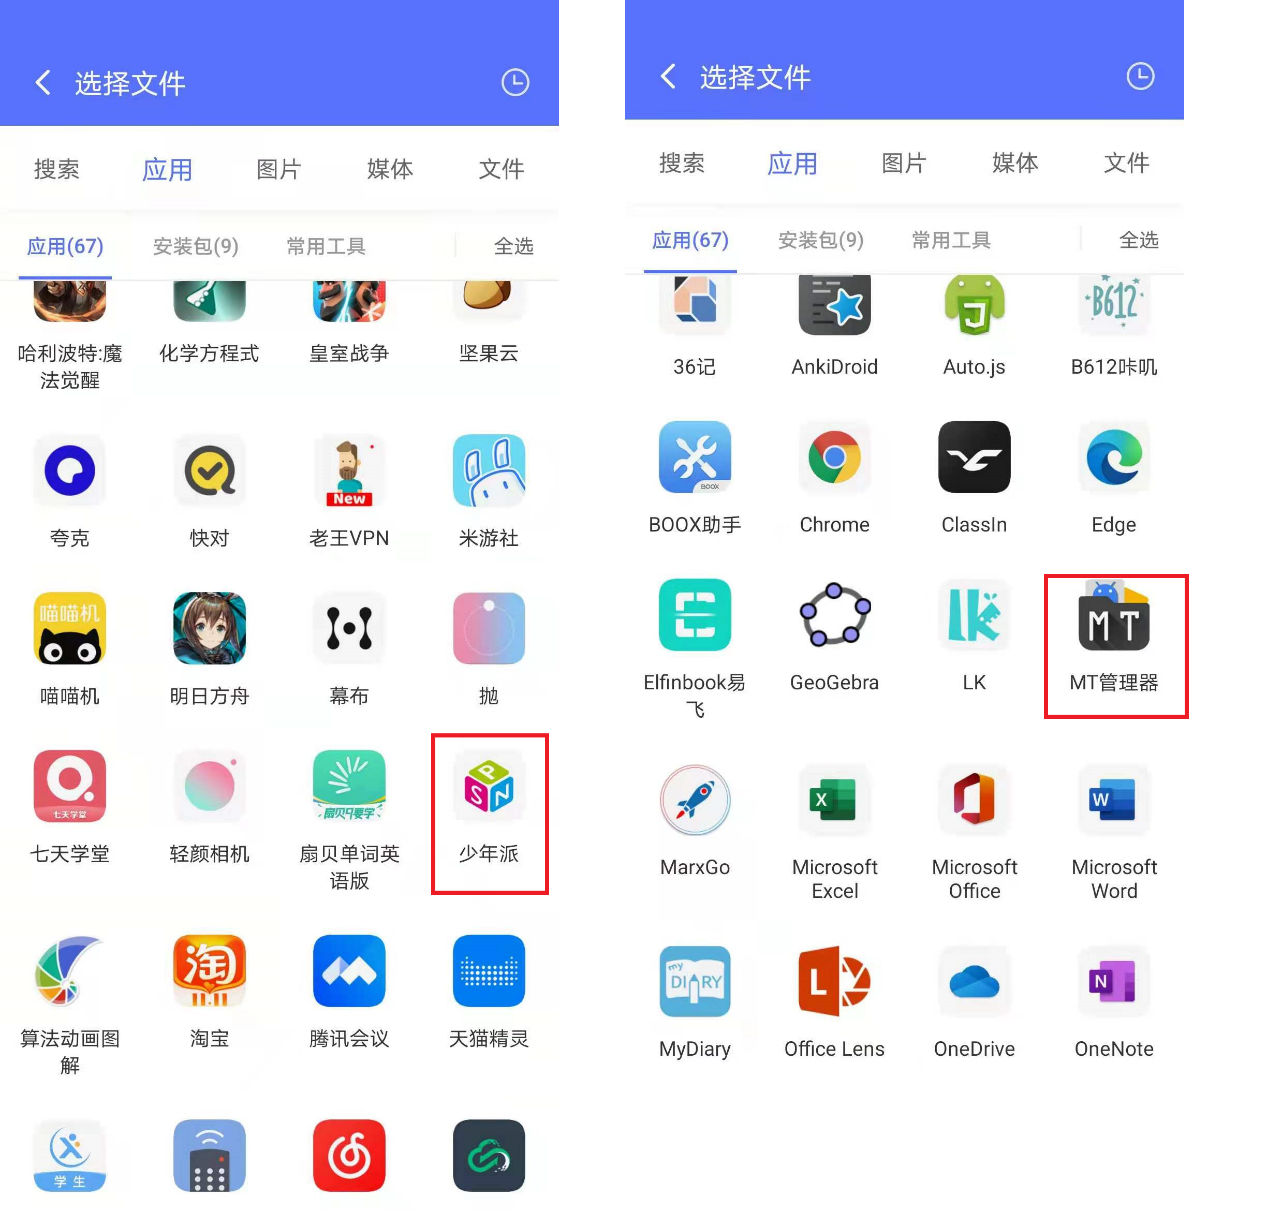 选择文件
搜索 应用 图片 媒体 文件
应用(67) 安装包(9) 常用工具 全选
哈利波特:魔
法觉醒
化学方程式
皇室战争
坚果云
New
夸克
快对
老王VPN
米游社
喵喵机
喵喵机
明日方舟
幕布
抛
七天学堂
扇贝单词英
语版
P
S N
七天学堂
轻颜相机
少年派
淘
11.11
算法动画图
解
淘宝
腾讯会议
天猫精灵
学生
选择文件
搜索 应用 图片 媒体 文件
应用(67) 安装包(9) 常用工具 全选
B612
36记
AnkiDroid
Auto.js
B612咔叽
BOOX
BOOX助手
Chrome
ClassIn
Edge
lk
MT
Elfinbook易
飞
GeoGebra
LK
MT管理器
X
W
MarxGo
Microsoft
Excel
Microsoft
Office
Microsoft
Word
my
DIARY
L
N
MyDiary
Office Lens
OneDrive
OneNote